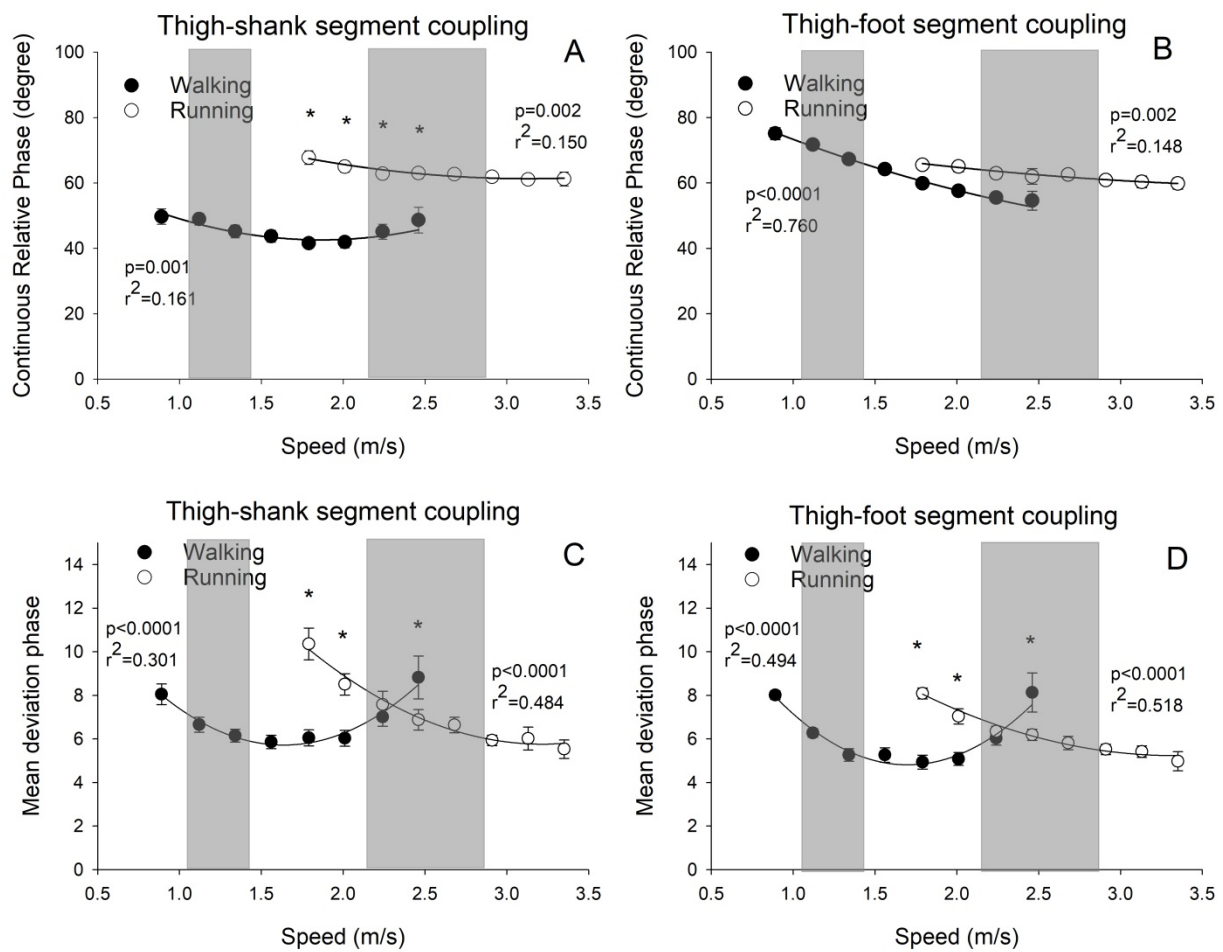 Thigh-shank segment coupling
A
Continuous Relative Phase (degree)
100
80
60
40
20
0
Walking
Running
* * * *
p=0.002
r2=0.150
p=0.001
r2=0.161
0.5 1.0 1.5 2.0 2.5 3.0 3.5
Speed (m/s)
Thigh-foot segment coupling
B
Continuous Relative Phase (degree)
100
80
60
40
20
0
Walking
Running
p=0.002
r2=0.148
p<0.0001
r2=0.760
0.5 1.0 1.5 2.0 2.5 3.0 3.5
Speed (m/s)
Thigh-shank segment coupling
C
Mean deviation phase
14
12
10
8
6
4
2
0
Walking
Running
* * *
p<0.0001
r2=0.301
p<0.0001
r2=0.484
0.5 1.0 1.5 2.0 2.5 3.0 3.5
Speed (m/s)
Thigh-foot segment coupling
D
Mean deviation phase
14
12
10
8
6
4
2
0
Walking
Running
* * *
p<0.0001
r2=0.494
p<0.0001
r2=0.518
0.5 1.0 1.5 2.0 2.5 3.0 3.5
Speed (m/s)